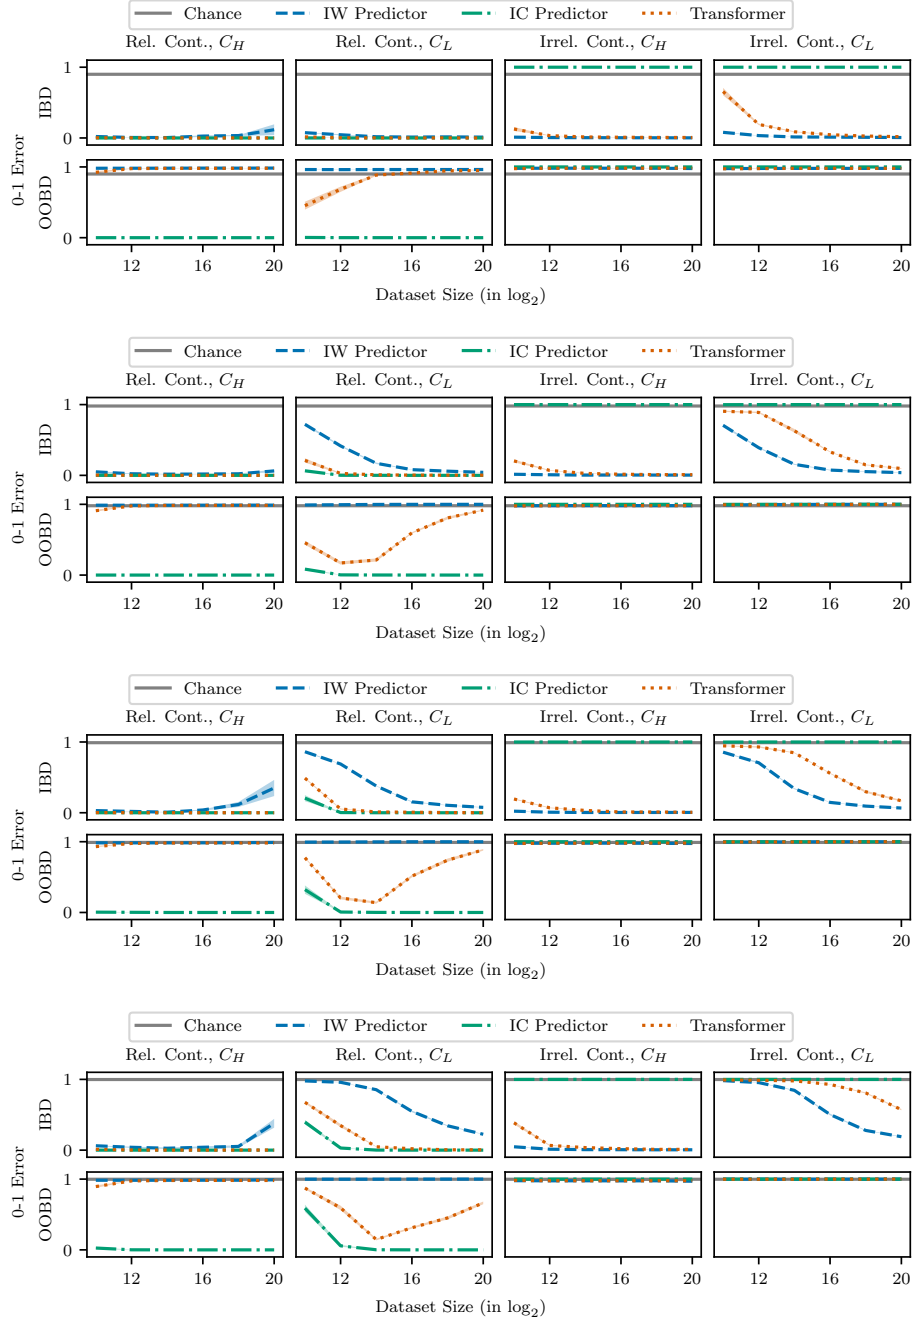 Chance IW Predictor IC Predictor Transformer
Rel. Cont., C_H Rel. Cont., C_L Irrel. Cont., C_H Irrel. Cont., C_L
0-1 Error
IBD
1
0
OOBD
1
0
12 16 20 12 16 20 12 16 20 12 16 20
Dataset Size (in log_2)
Chance IW Predictor IC Predictor Transformer
Rel. Cont., C_H Rel. Cont., C_L Irrel. Cont., C_H Irrel. Cont., C_L
0-1 Error
IBD
1
0
OOBD
1
0
12 16 20 12 16 20 12 16 20 12 16 20
Dataset Size (in log_2)
Chance IW Predictor IC Predictor Transformer
Rel. Cont., C_H Rel. Cont., C_L Irrel. Cont., C_H Irrel. Cont., C_L
0-1 Error
IBD
1
0
OOBD
1
0
12 16 20 12 16 20 12 16 20 12 16 20
Dataset Size (in log_2)
Chance IW Predictor IC Predictor Transformer
Rel. Cont., C_H Rel. Cont., C_L Irrel. Cont., C_H Irrel. Cont., C_L
0-1 Error
IBD
1
0
OOBD
1
0
12 16 20 12 16 20 12 16 20 12 16 20
Dataset Size (in log_2)